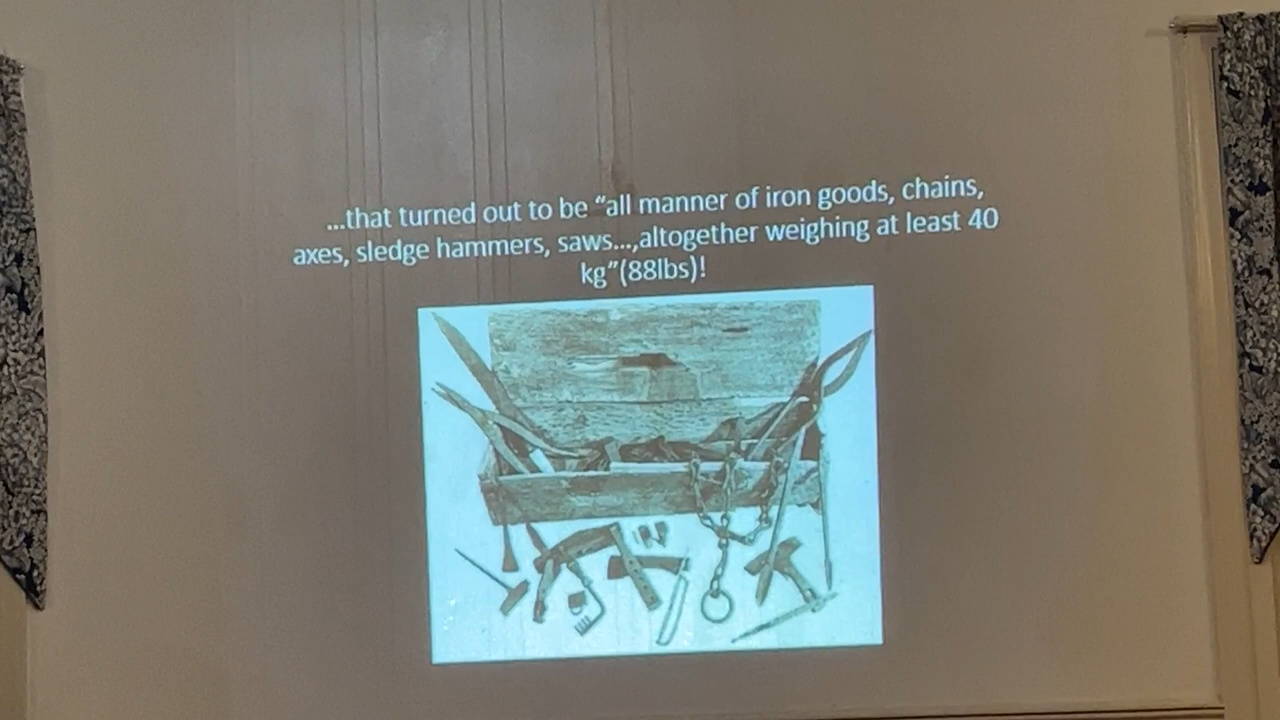 ...that turned out to be “all manner of iron goods, chains,
axes, sledge hammers, saws...,altogether weighing at least 40
kg”(88lbs)!